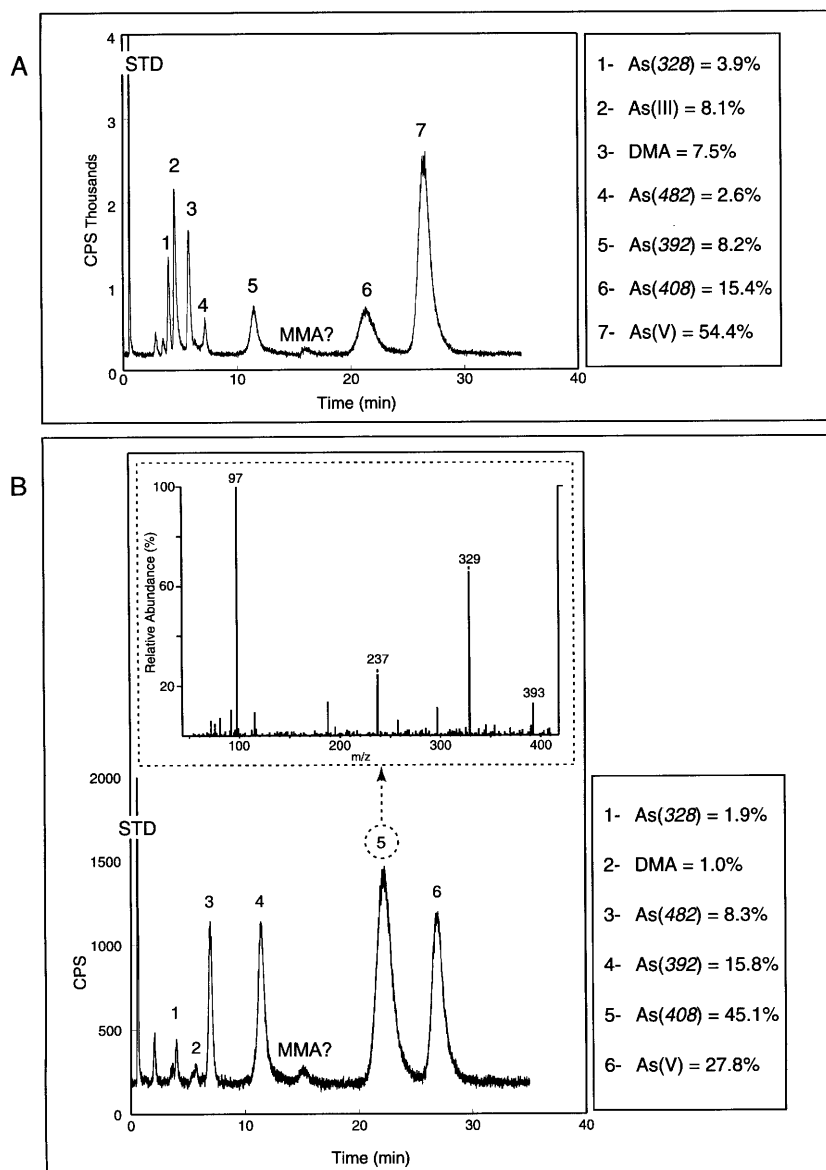 A
4
3
2
1
0
CPS Thousands
STD
1
2
3
4
5
MMA?
6
7
0
10
20
30
40
Time (min)
1- As(328) = 3.9%
2- As(III) = 8.1%
3- DMA = 7.5%
4- As(482) = 2.6%
5- As(392) = 8.2%
6- As(408) = 15.4%
7- As(V) = 54.4%
B
100
60
20
Relative Abundance (%)
97
237
329
393
100
200
300
400
m/z
2000
1500
1000
500
0
CPS
STD
1
2
3
4
MMA?
5
6
0
10
20
30
40
Time (min)
1- As(328) = 1.9%
2- DMA = 1.0%
3- As(482) = 8.3%
4- As(392) = 15.8%
5- As(408) = 45.1%
6- As(V) = 27.8%